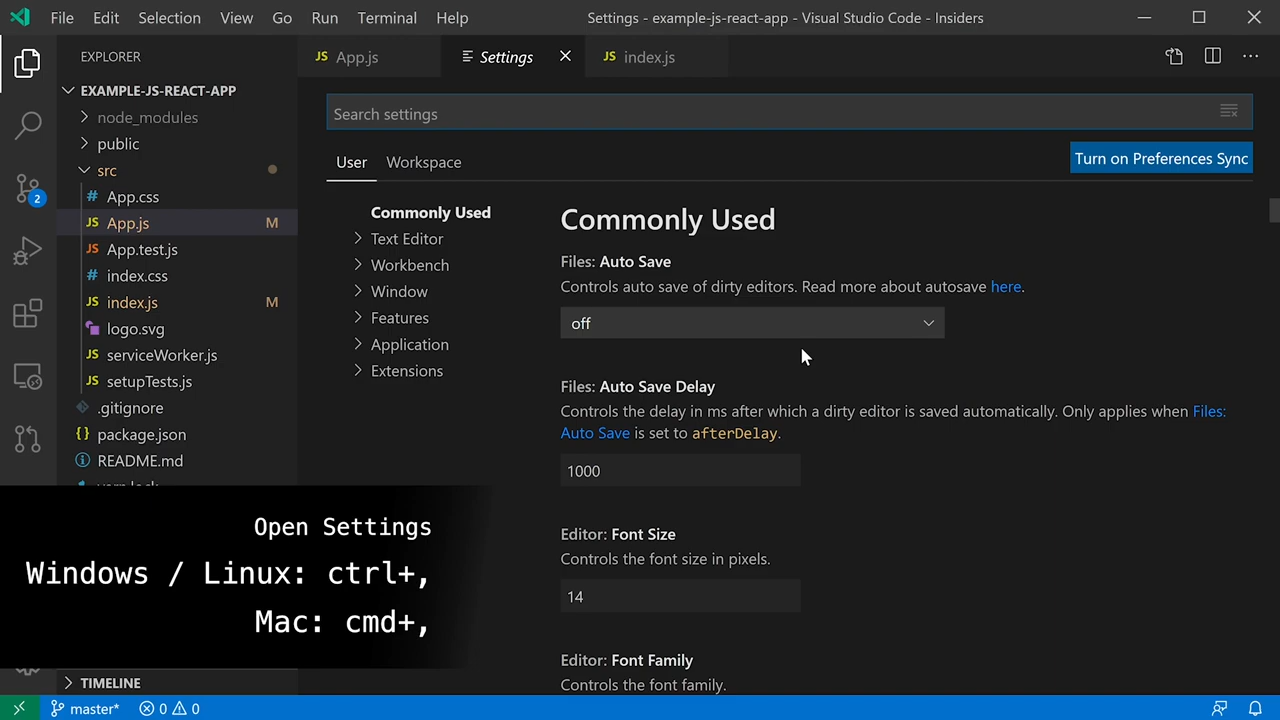 File Edit Selection View Go Run Terminal Help
Settings - example-js-react-app - Visual Studio Code - Insiders
EXPLORER
EXAMPLE-JS-REACT-APP
node_modules
public
src
# App.css
JS App.js M
JS App.test.js
# index.css
JS index.js M
logo.svg
JS serviceWorker.js
JS setupTests.js
.gitignore
{} package.json
README.md
TIMELINE
2
JS App.js
Settings
JS index.js
Search settings
User Workspace
Turn on Preferences Sync
Commonly Used
Text Editor
Workbench
Window
Features
Application
Extensions
Commonly Used
Files: Auto Save
Controls auto save of dirty editors. Read more about autosave here.
off
Files: Auto Save Delay
Controls the delay in ms after which a dirty editor is saved automatically. Only applies when Files:
Auto Save is set to afterDelay.
1000
Editor: Font Size
Controls the font size in pixels.
14
Editor: Font Family
Controls the font family.
Open Settings
Windows / Linux: ctrl+,
Mac: cmd+,
master* 0 0